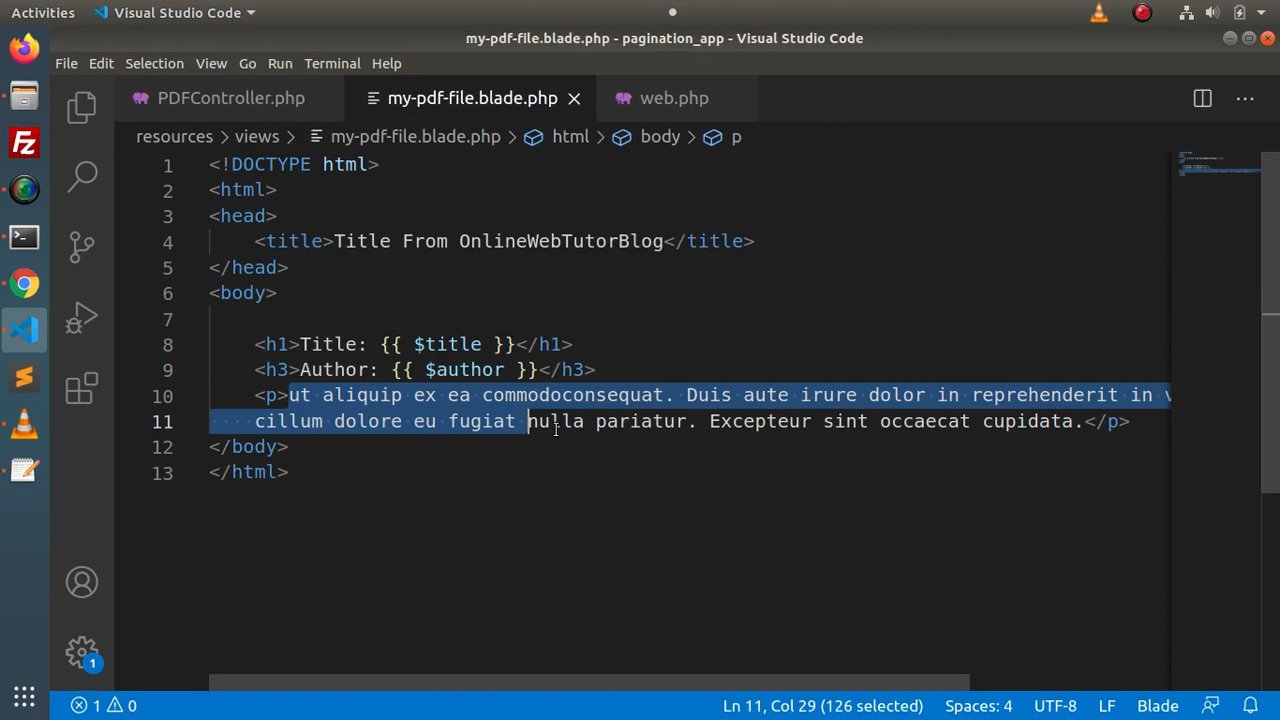 Activities Visual Studio Code
my-pdf-file.blade.php - pagination_app - Visual Studio Code
File Edit Selection View Go Run Terminal Help
PDFController.php my-pdf-file.blade.php web.php
resources > views > my-pdf-file.blade.php > html > body > p
1 <!DOCTYPE html>
2 <html>
3 <head>
4 <title>Title From OnlineWebTutorBlog</title>
5 </head>
6 <body>
7
8 <h1>Title: {{ $title }}</h1>
9 <h3>Author: {{ $author }}</h3>
10 <p>ut aliquip ex ea commodoconsequat. Duis aute irure dolor in reprehenderit in
11 cillum dolore eu fugiat nulla pariatur. Excepteur sint occaecat cupidata.</p>
12 </body>
13 </html>
1
1 0 Ln 11, Col 29 (126 selected) Spaces: 4 UTF-8 LF Blade